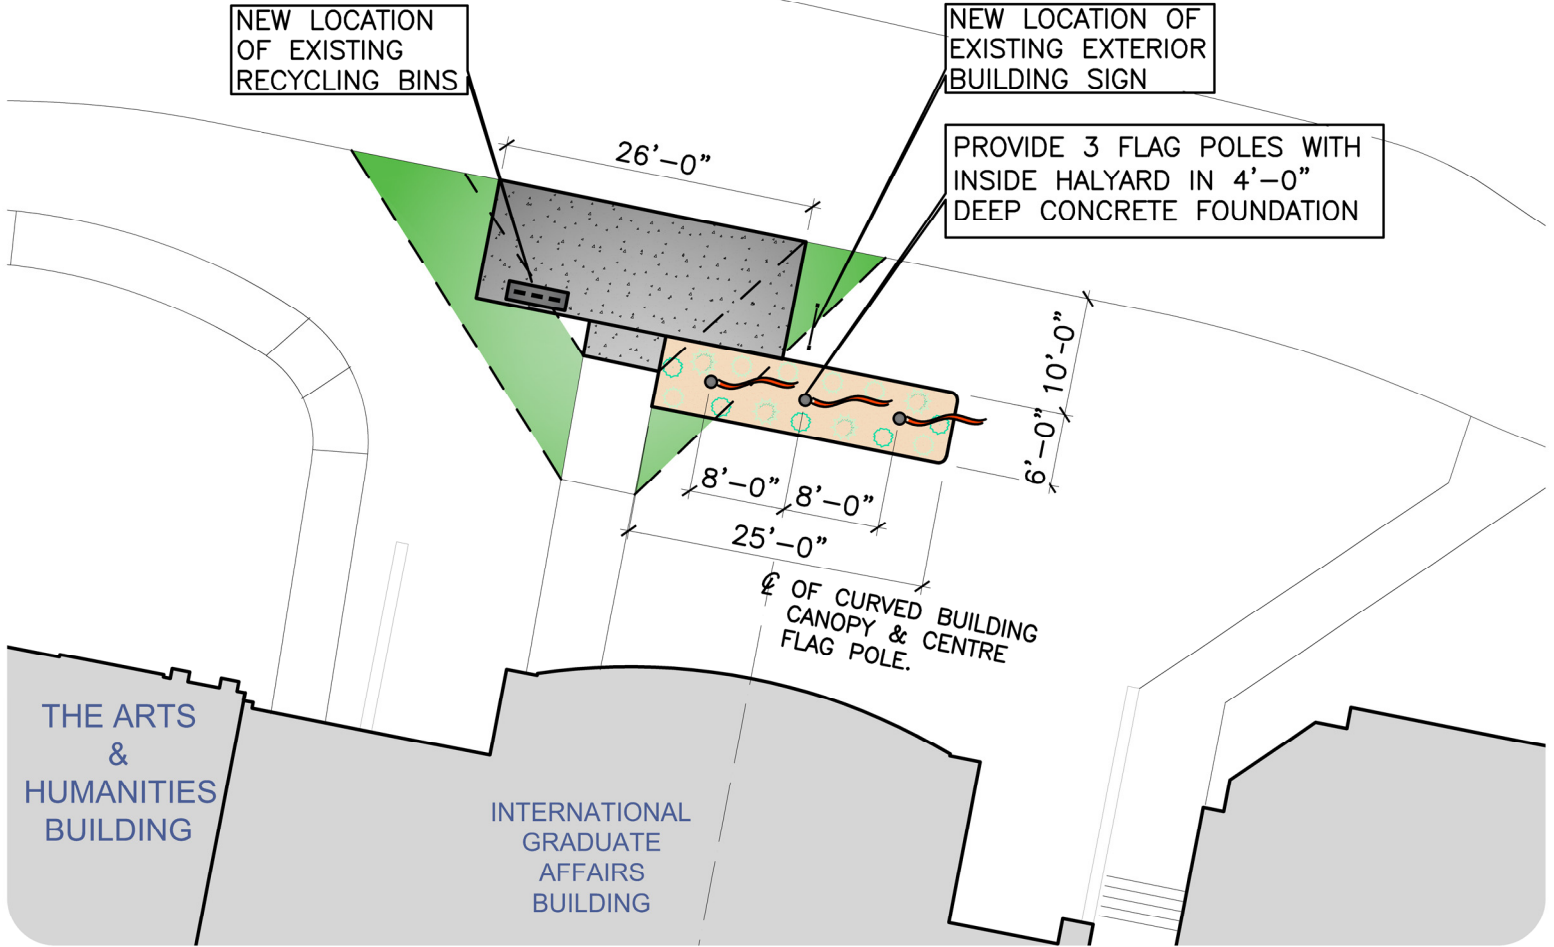 NEW LOCATION
OF EXISTING
RECYCLING BINS
NEW LOCATION OF
EXISTING EXTERIOR
BUILDING SIGN
PROVIDE 3 FLAG POLES WITH
INSIDE HALYARD IN 4'-0"
DEEP CONCRETE FOUNDATION
26'-0"
10'-0"
6'-0"
8'-0"
8'-0"
25'-0"
℄ OF CURVED BUILDING
CANOPY & CENTRE
FLAG POLE.
THE ARTS
&
HUMANITIES
BUILDING
INTERNATIONAL
GRADUATE
AFFAIRS
BUILDING